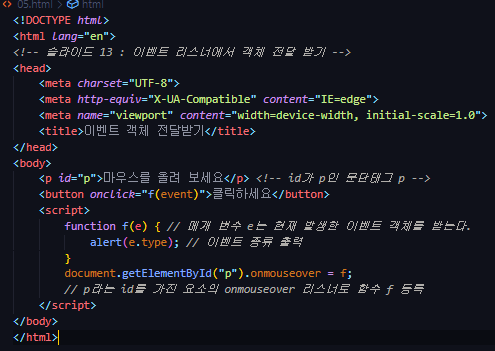 05.html > html
<!DOCTYPE html>
<html lang="en">
<!-- 슬라이드 13 : 이벤트 리스너에서 객체 전달 받기 -->
<head>
    <meta charset="UTF-8">
    <meta http-equiv="X-UA-Compatible" content="IE=edge">
    <meta name="viewport" content="width=device-width, initial-scale=1.0">
    <title>이벤트 객체 전달받기</title>
</head>
<body>
    <p id="p">마우스를 올려 보세요</p> <!-- id가 p인 문단태그 p -->
    <button onclick="f(event)">클릭하세요</button>
    <script>
        function f(e) { // 매개 변수 e는 현재 발생한 이벤트 객체를 받는다.
            alert(e.type); // 이벤트 종류 출력
        }
        document.getElementById("p").onmouseover = f;
        // p라는 id를 가진 요소의 onmouseover 리스너로 함수 f 등록
    </script>
</body>
</html>